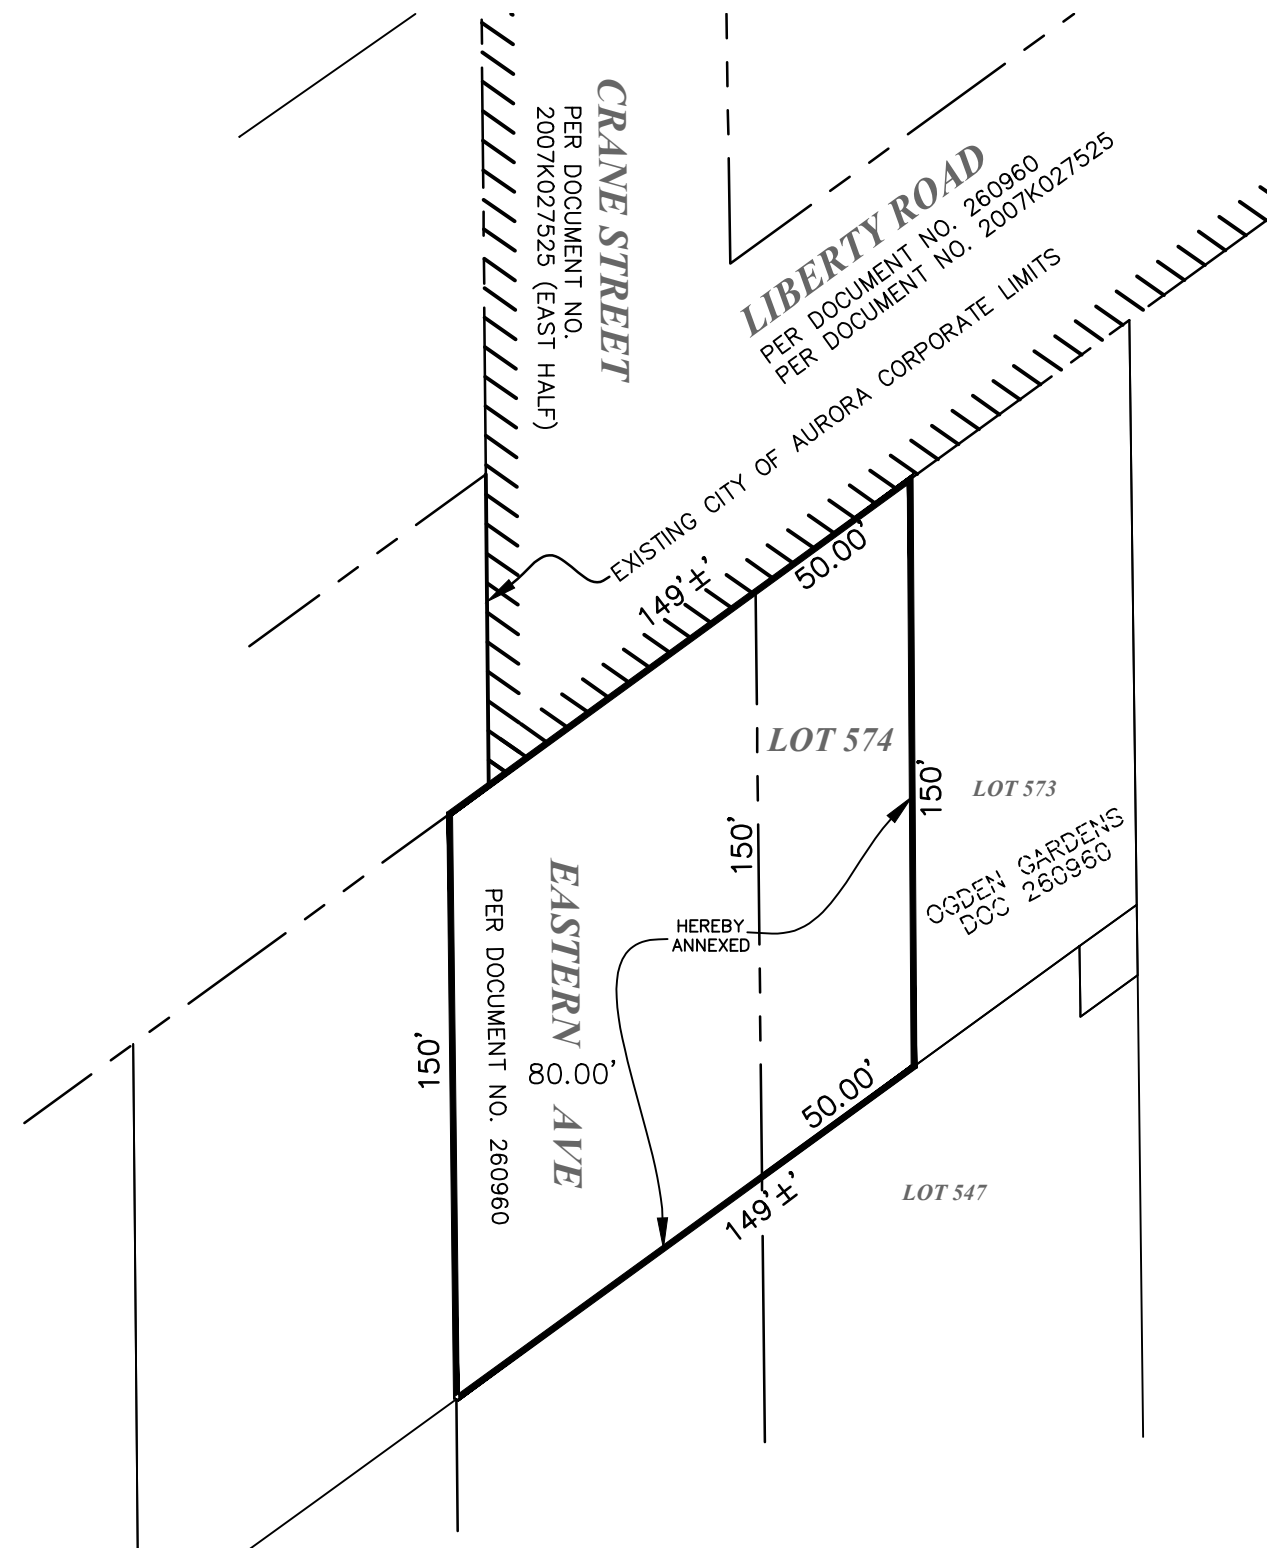 CRANE STREET
PER DOCUMENT NO.
2007K027525 (EAST HALF)
LIBERTY ROAD
PER DOCUMENT NO. 260960
PER DOCUMENT NO. 2007K027525
EXISTING CITY OF AURORA CORPORATE LIMITS
149'±'
50.00'
LOT 574
150'
LOT 573
150'
OGDEN GARDENS
DOC 260960
HEREBY
ANNEXED
EASTERN AVE
PER DOCUMENT NO. 260960
80.00'
150'
50.00'
149'±'
LOT 547